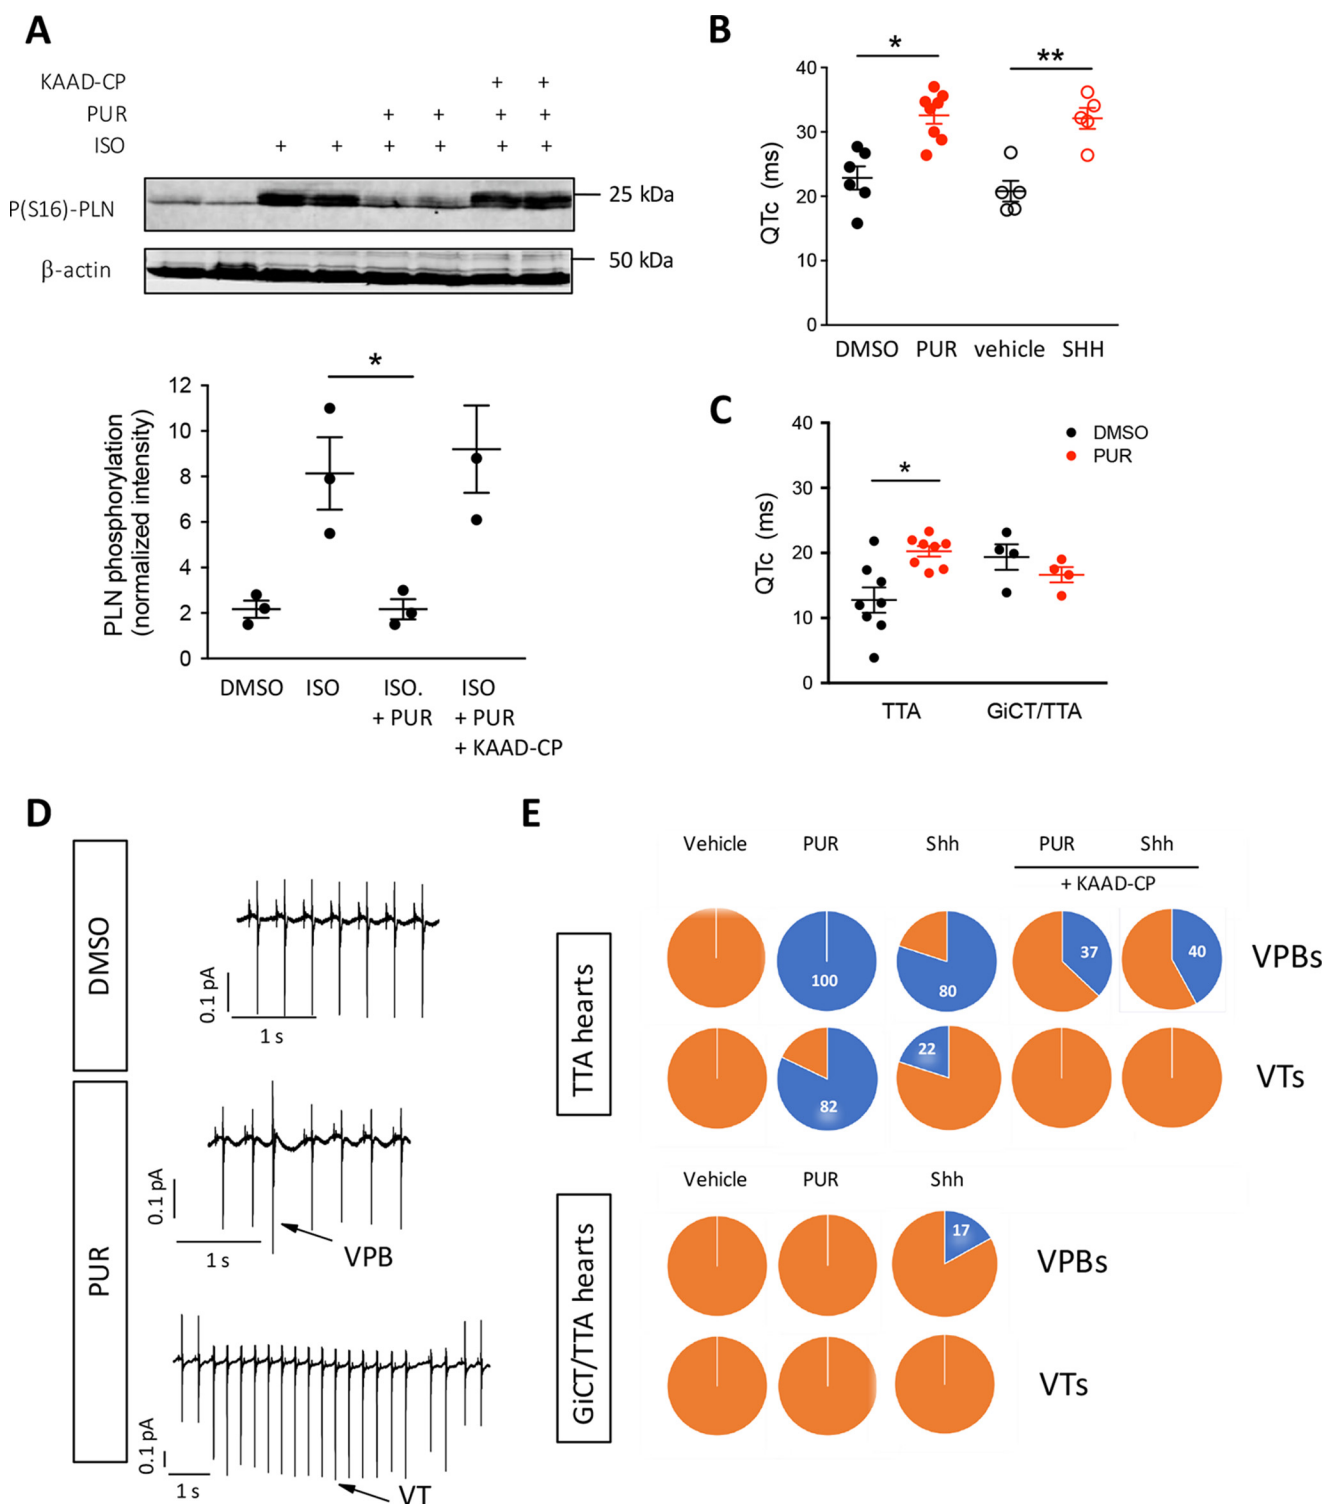 A
KAAD-CP + +
PUR + + + +
ISO + + + + + +
P(S16)-PLN
25 kDa
β-actin
50 kDa
*
PLN phosphorylation
(normalized intensity)
12
10
8
6
4
2
0
DMSO ISO ISO. ISO
+ PUR + PUR
+ KAAD-CP
B
* **
QTc (ms)
40
30
20
10
0
DMSO PUR vehicle SHH
C
DMSO
PUR
*
QTc (ms)
40
30
20
10
0
TTA GiCT/TTA
D
DMSO
0.1 pA
1 s
PUR
0.1 pA
1 s
VPB
0.1 pA
1 s
VT
E
Vehicle PUR Shh PUR Shh
+ KAAD-CP
TTA hearts
100 80 37 40 VPBs
82 22 VTs
Vehicle PUR Shh
GiCT/TTA hearts
17 VPBs
VTs